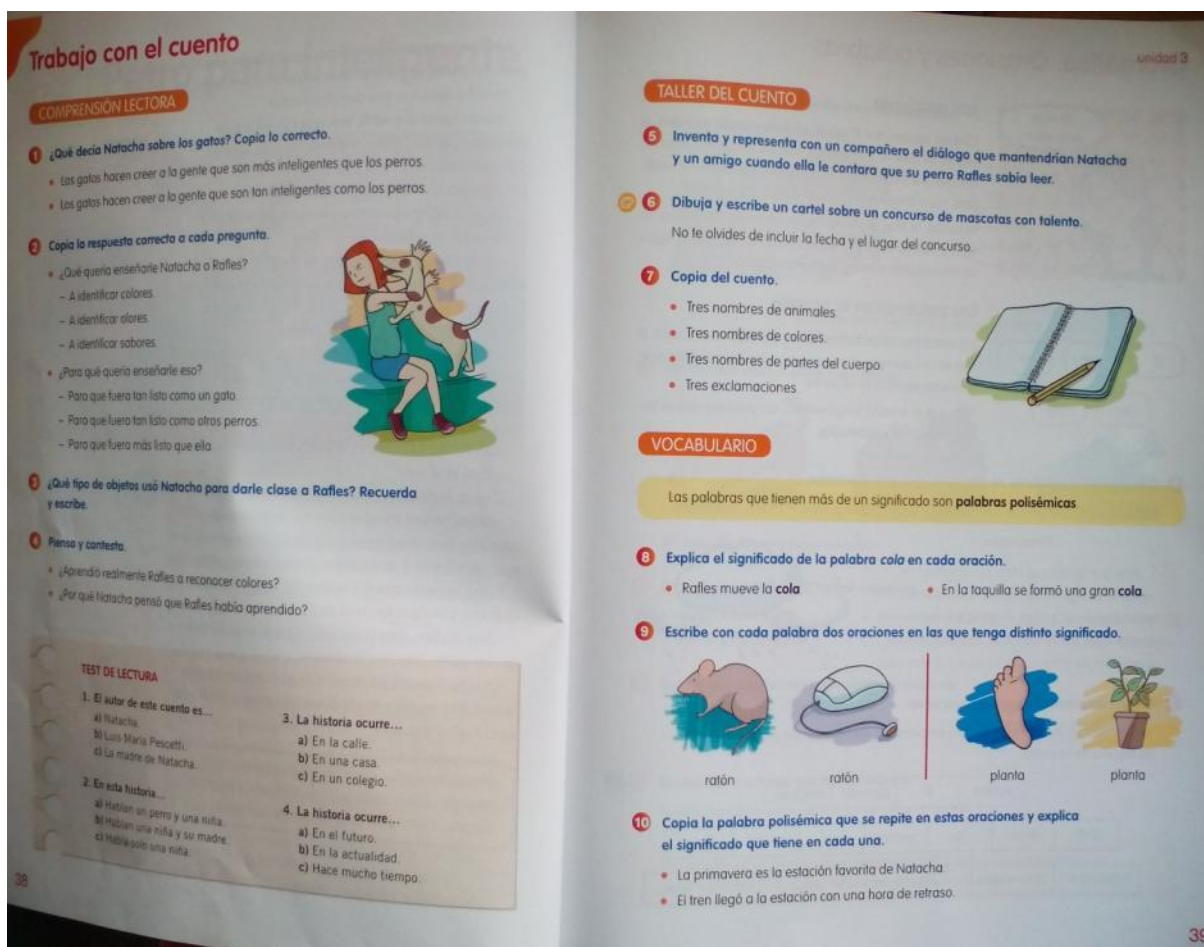 Trabajo con el cuento
COMPRENSIÓN LECTORA
1 ¿Qué decía Natacha sobre los gatos? Copia lo correcto.
• Los gatos hacen creer a la gente que son más inteligentes que los perros.
• Los gatos hacen creer a la gente que son tan inteligentes como los perros.
2 Copia la respuesta correcta a cada pregunta.
• ¿Qué quería enseñarle Natacha a Rafles?
– A identificar colores.
– A identificar olores.
– A identificar sabores.
• ¿Para qué quería enseñarle eso?
– Para que fuera tan listo como un gato.
– Para que fuera tan listo como otros perros.
– Para que fuera más listo que ella.
3 ¿Qué tipo de objetos usó Natacha para darle clase a Rafles? Recuerda
y escribe.
4 Piensa y contesta.
• ¿Aprendió realmente Rafles a reconocer colores?
• ¿Por qué Natacha pensó que Rafles había aprendido?
TEST DE LECTURA
1. El autor de este cuento es...
a) Natacha.
b) Luis María Pescetti.
c) La madre de Natacha.
2. En esta historia...
a) Hablan un perro y una niña.
b) Hablan una niña y su madre.
c) Habla solo una niña.
3. La historia ocurre...
a) En la calle.
b) En una casa.
c) En un colegio.
4. La historia ocurre...
a) En el futuro.
b) En la actualidad.
c) Hace mucho tiempo.
38
unidad 3
TALLER DEL CUENTO
5 Inventa y representa con un compañero el diálogo que mantendrían Natacha
y un amigo cuando ella le contara que su perro Rafles sabía leer.
6 Dibuja y escribe un cartel sobre un concurso de mascotas con talento.
No te olvides de incluir la fecha y el lugar del concurso.
7 Copia del cuento.
• Tres nombres de animales.
• Tres nombres de colores.
• Tres nombres de partes del cuerpo.
• Tres exclamaciones.
VOCABULARIO
Las palabras que tienen más de un significado son palabras polisémicas.
8 Explica el significado de la palabra cola en cada oración.
• Rafles mueve la cola. • En la taquilla se formó una gran cola.
9 Escribe con cada palabra dos oraciones en las que tenga distinto significado.
ratón ratón planta planta
10 Copia la palabra polisémica que se repite en estas oraciones y explica
el significado que tiene en cada una.
• La primavera es la estación favorita de Natacha.
• El tren llegó a la estación con una hora de retraso.